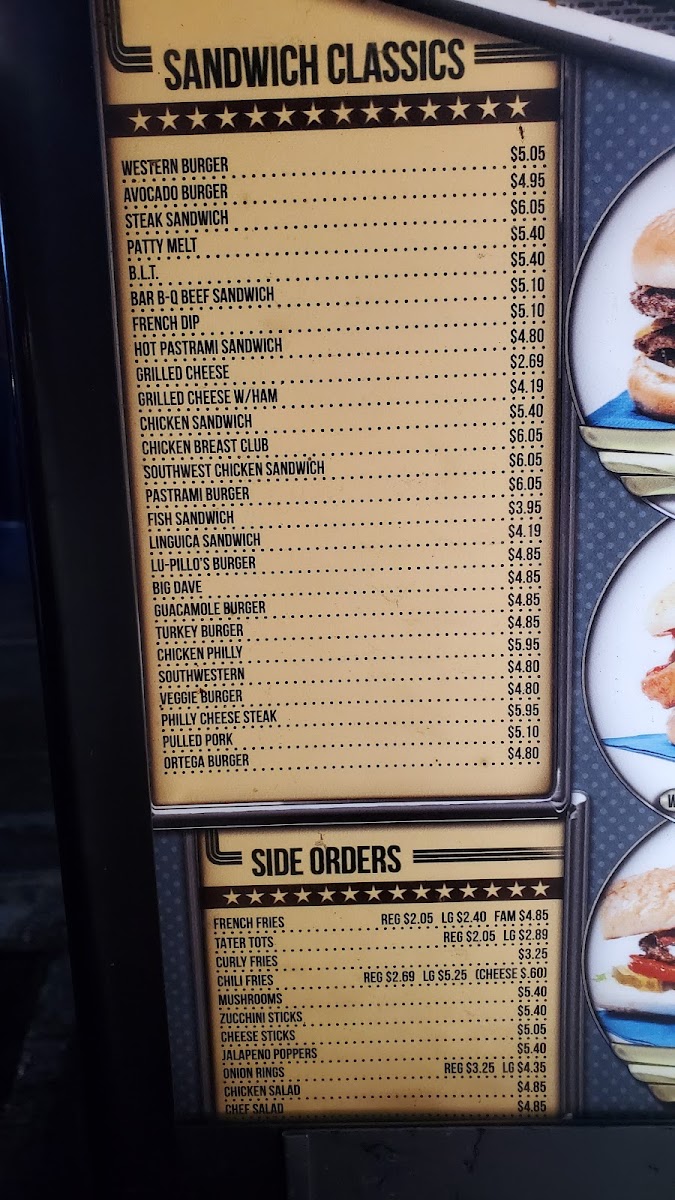 SANDWICH CLASSICS
WESTERN BURGER $5.05
AVOCADO BURGER $4.95
STEAK SANDWICH $6.05
PATTY MELT $5.40
B.L.T. $5.40
BAR B-Q BEEF SANDWICH $5.10
FRENCH DIP $5.10
HOT PASTRAMI SANDWICH $4.80
GRILLED CHEESE $2.69
GRILLED CHEESE W/HAM $4.19
CHICKEN SANDWICH $5.40
CHICKEN BREAST CLUB $6.05
SOUTHWEST CHICKEN SANDWICH $6.05
PASTRAMI BURGER $6.05
FISH SANDWICH $3.95
LINGUICA SANDWICH $4.19
LU-PILLO'S BURGER $4.85
BIG DAVE $4.85
GUACAMOLE BURGER $4.85
TURKEY BURGER $4.85
CHICKEN PHILLY $5.95
SOUTHWESTERN $4.80
VEGGIE BURGER $4.80
PHILLY CHEESE STEAK $5.95
PULLED PORK $5.10
ORTEGA BURGER $4.80
SIDE ORDERS
FRENCH FRIES REG $2.05 LG $2.40 FAM $4.85
TATER TOTS REG $2.05 LG $2.89
CURLY FRIES $3.25
CHILI FRIES REG $2.69 LG $5.25 (CHEESE $.60)
MUSHROOMS $5.40
ZUCCHINI STICKS $5.40
CHEESE STICKS $5.05
JALAPENO POPPERS $5.40
ONION RINGS REG $3.25 LG $4.35
CHICKEN SALAD $4.85
CHEF SALAD $4.85